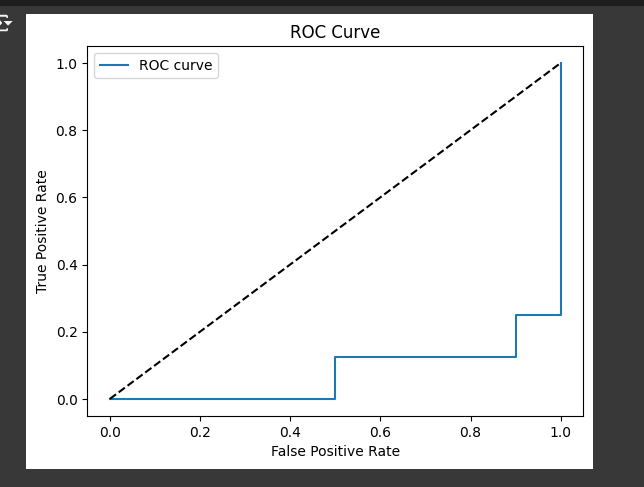 ROC Curve
ROC curve
1.0
0.8
0.6
0.4
0.2
0.0
True Positive Rate
0.0 0.2 0.4 0.6 0.8 1.0
False Positive Rate